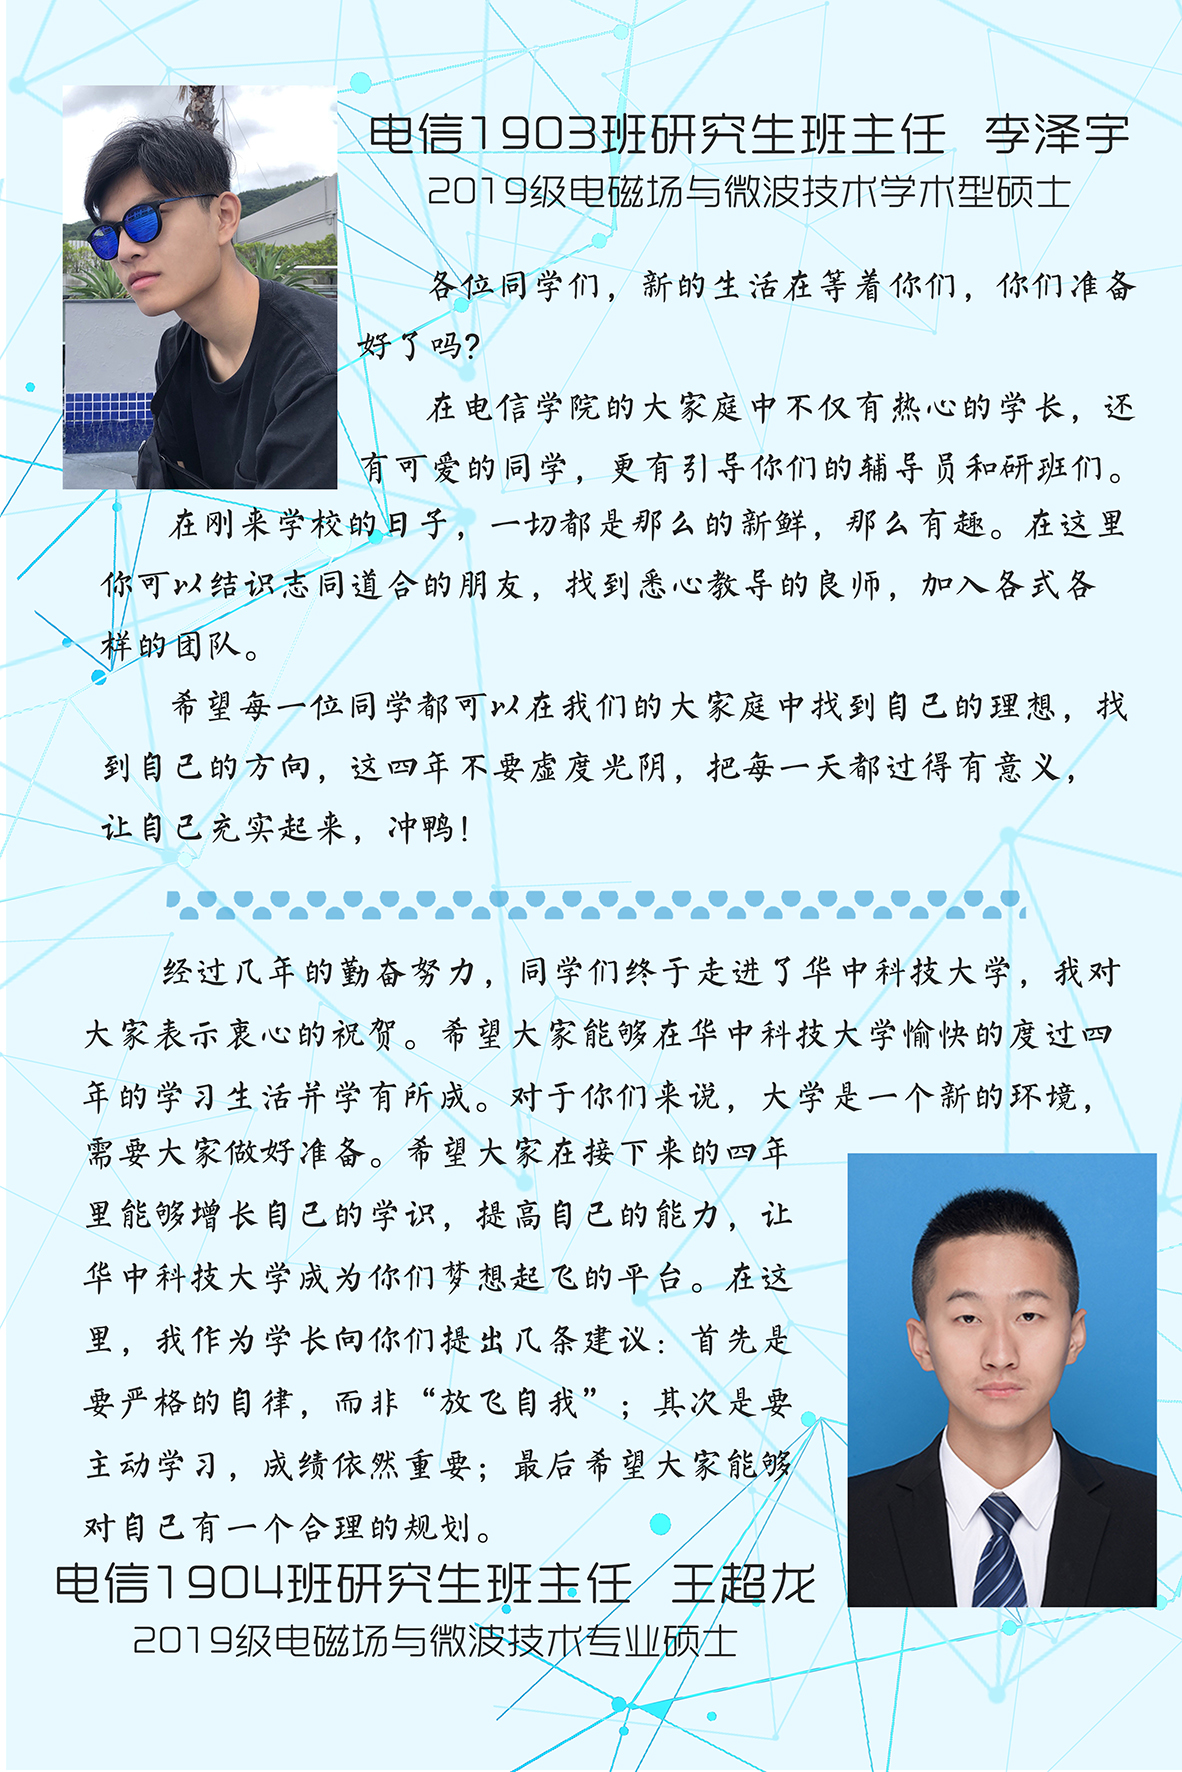 电信1903班研究生班主任 李泽宇
2019级电磁场与微波技术学术型硕士
各位同学们，新的生活在等着你们，你们准备
好了吗?
在电信学院的大家庭中不仅有热心的学长，还
有可爱的同学，更有引导你们的辅导员和研班们。
在刚来学校的日子，一切都是那么的新鲜，那么有趣。在这里
你可以结识志同道合的朋友，找到悉心教导的良师，加入各式各
样的团队。
希望每一位同学都可以在我们的大家庭中找到自己的理想，找
到自己的方向，这四年不要虚度光阴，把每一天都过得有意义，
让自己充实起来，冲鸭！
经过几年的勤奋努力，同学们终于走进了华中科技大学，我对
大家表示衷心的祝贺。希望大家能够在华中科技大学愉快的度过四
年的学习生活并学有所成。对于你们来说，大学是一个新的环境，
需要大家做好准备。希望大家在接下来的四年
里能够增长自己的学识，提高自己的能力，让
华中科技大学成为你们梦想起飞的平台。在这
里，我作为学长向你们提出几条建议：首先是
要严格的自律，而非“放飞自我”；其次是要
主动学习，成绩依然重要；最后希望大家能够
对自己有一个合理的规划。
电信1904班研究生班主任 王超龙
2019级电磁场与微波技术专业硕士